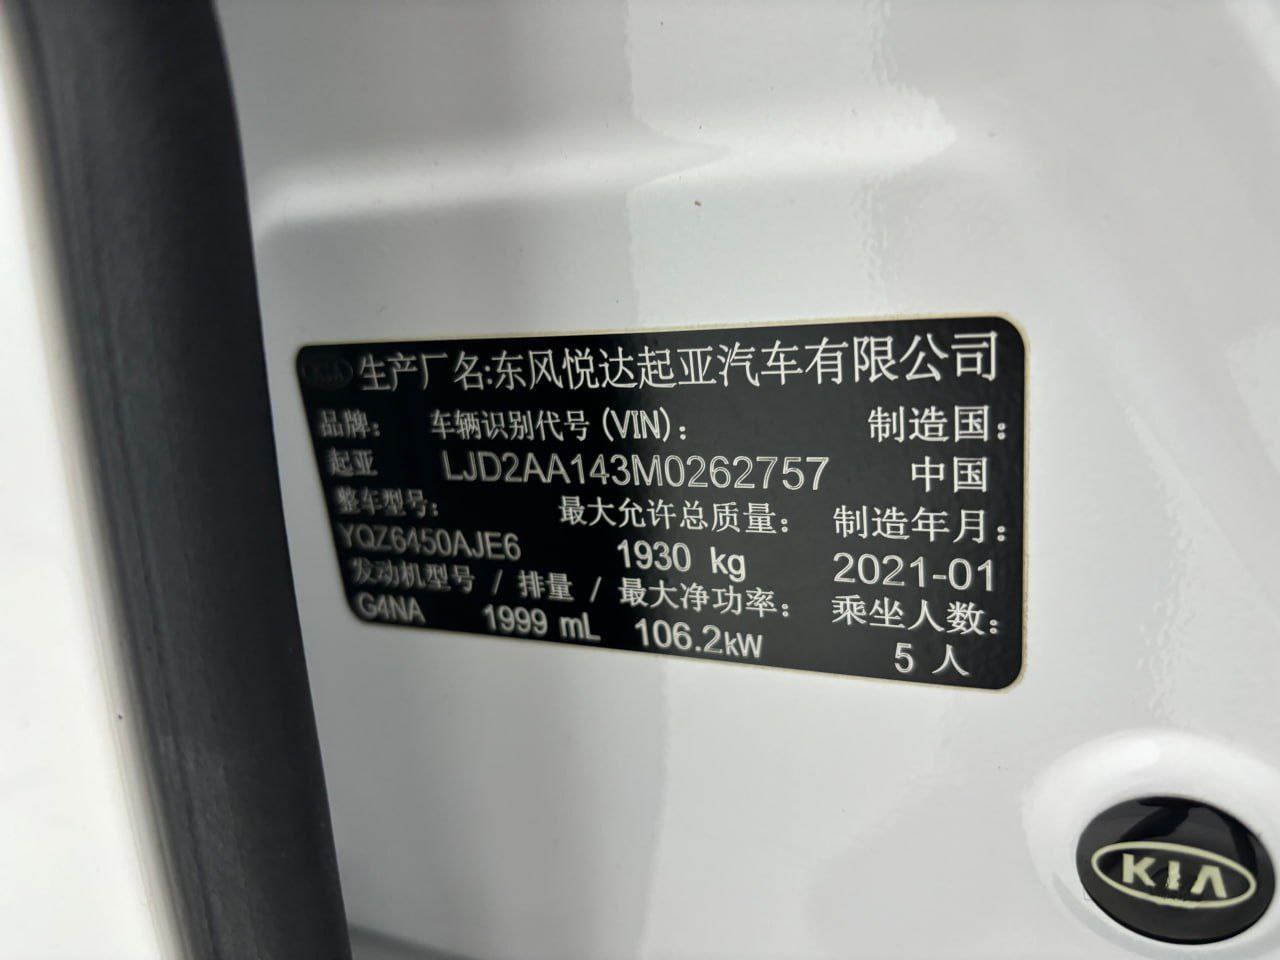 KIA 生产厂名:东风悦达起亚汽车有限公司
品牌: 车辆识别代号(VIN): 制造国:
起亚 LJD2AA143M0262757 中国
整车型号: 最大允许总质量: 制造年月:
YQZ6450AJE6 1930 kg 2021-01
发动机型号 / 排量 / 最大净功率: 乘坐人数:
G4NA 1999 mL 106.2kW 5 人
KIA